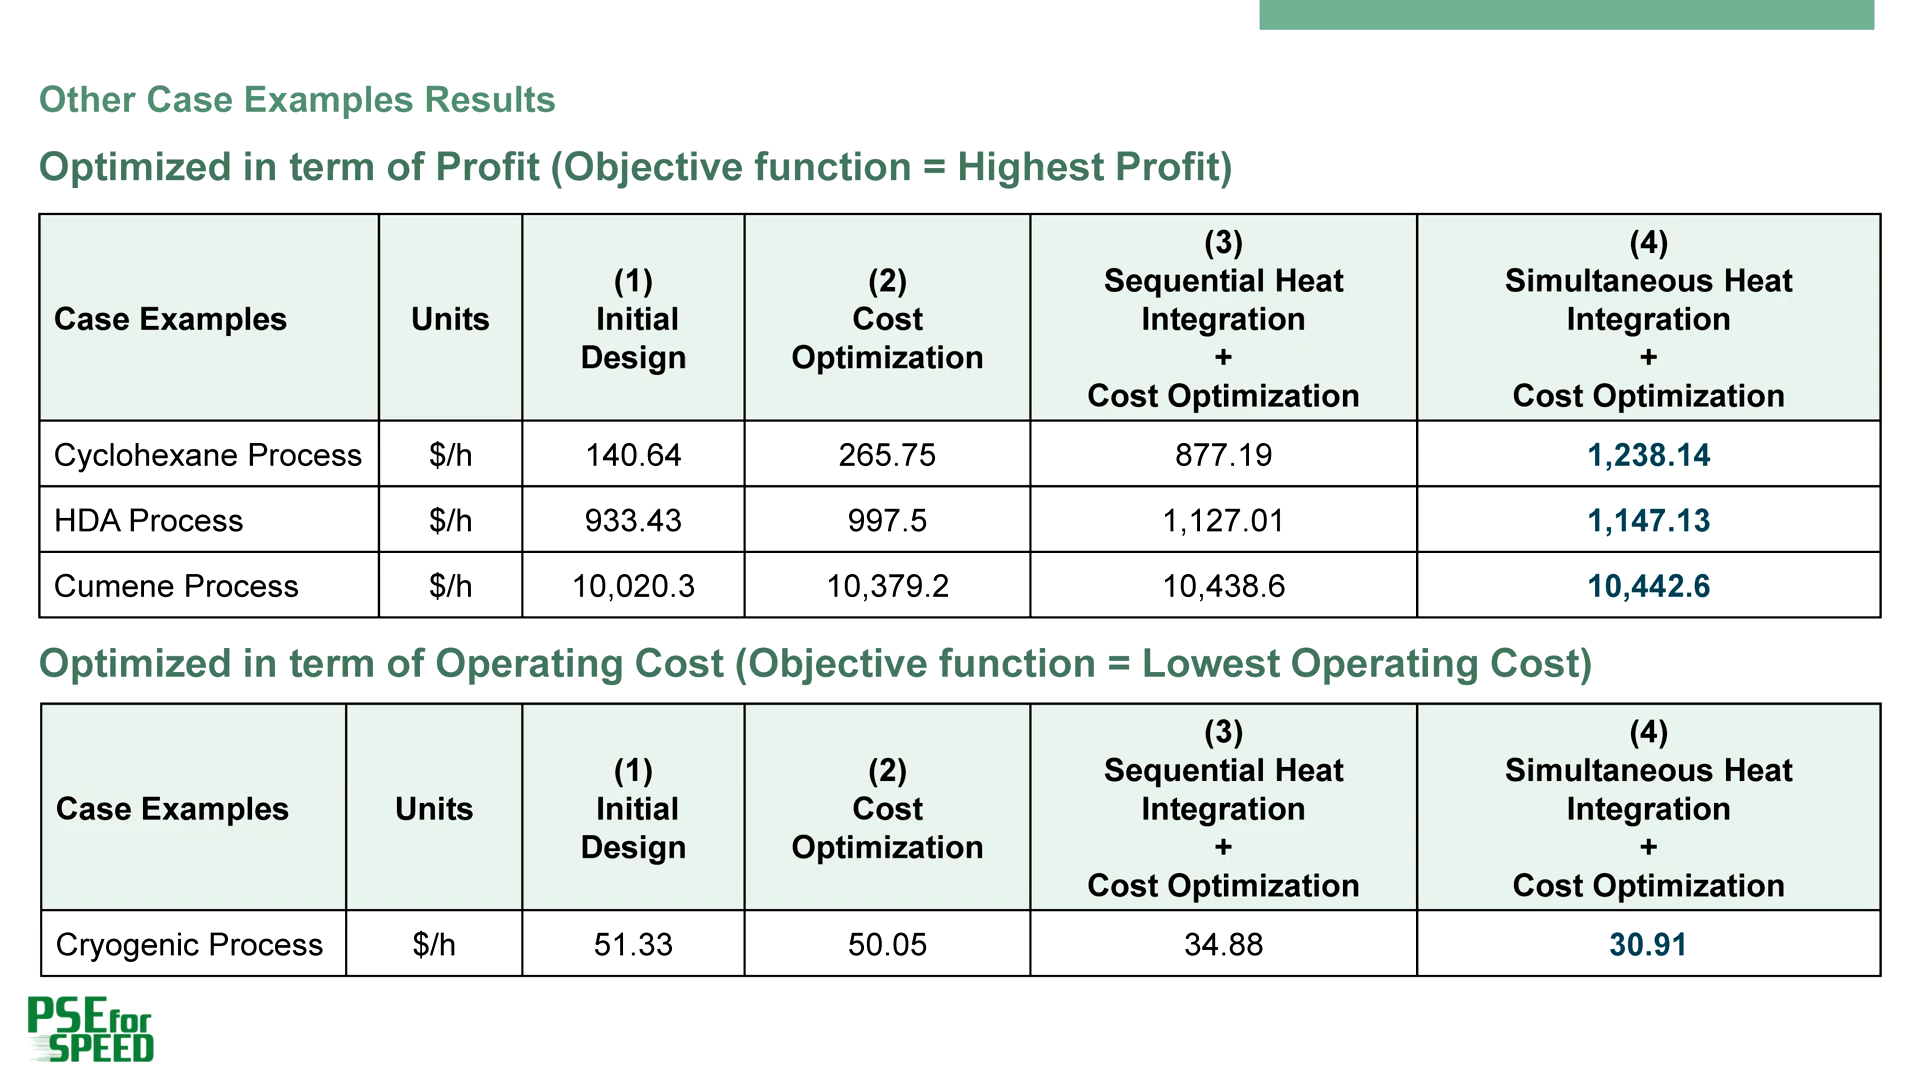 Other Case Examples Results
Optimized in term of Profit (Objective function = Highest Profit)
Case Examples
Units
(1)
Initial
Design
(2)
Cost
Optimization
(3)
Sequential Heat
Integration
+
Cost Optimization
(4)
Simultaneous Heat
Integration
+
Cost Optimization
Cyclohexane Process $/h 140.64 265.75 877.19 1,238.14
HDA Process $/h 933.43 997.5 1,127.01 1,147.13
Cumene Process $/h 10,020.3 10,379.2 10,438.6 10,442.6
Optimized in term of Operating Cost (Objective function = Lowest Operating Cost)
Case Examples
Units
(1)
Initial
Design
(2)
Cost
Optimization
(3)
Sequential Heat
Integration
+
Cost Optimization
(4)
Simultaneous Heat
Integration
+
Cost Optimization
Cryogenic Process $/h 51.33 50.05 34.88 30.91
PSE for
SPEED